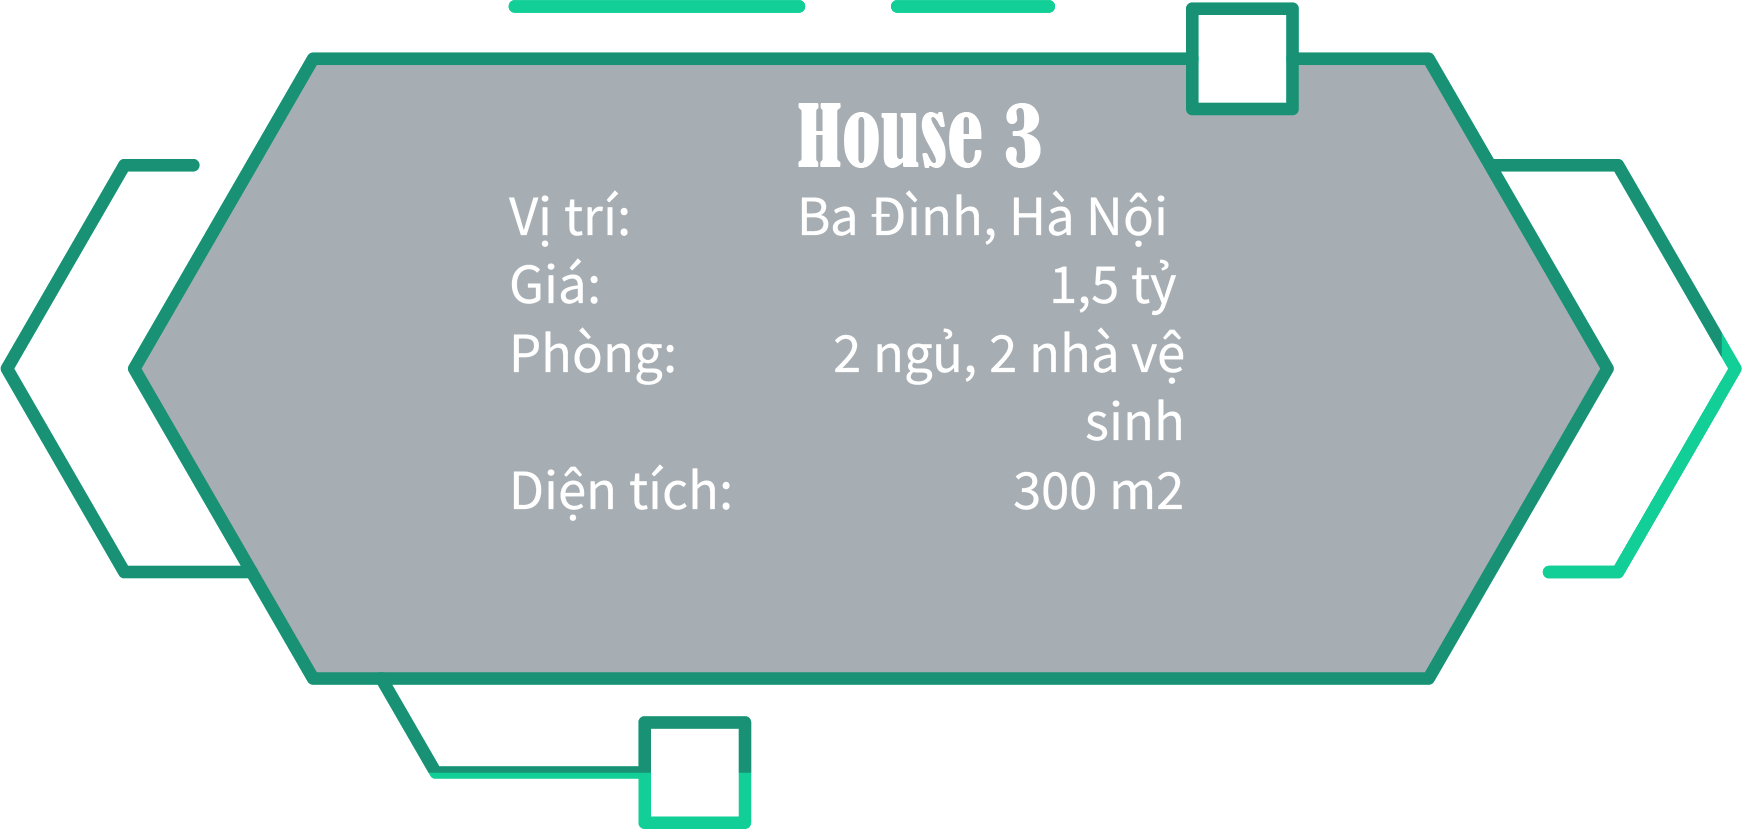 House 3
Vị trí: Ba Đình, Hà Nội
Giá: 1,5 tỷ
Phòng: 2 ngủ, 2 nhà vệ
sinh
Diện tích: 300 m2